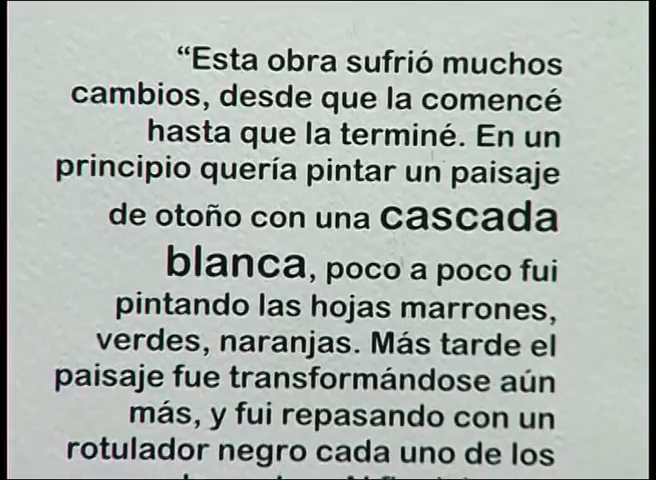 “Esta obra sufrió muchos
cambios, desde que la comencé
hasta que la terminé. En un
principio quería pintar un paisaje
de otoño con una cascada
blanca, poco a poco fui
pintando las hojas marrones,
verdes, naranjas. Más tarde el
paisaje fue transformándose aún
más, y fui repasando con un
rotulador negro cada uno de los